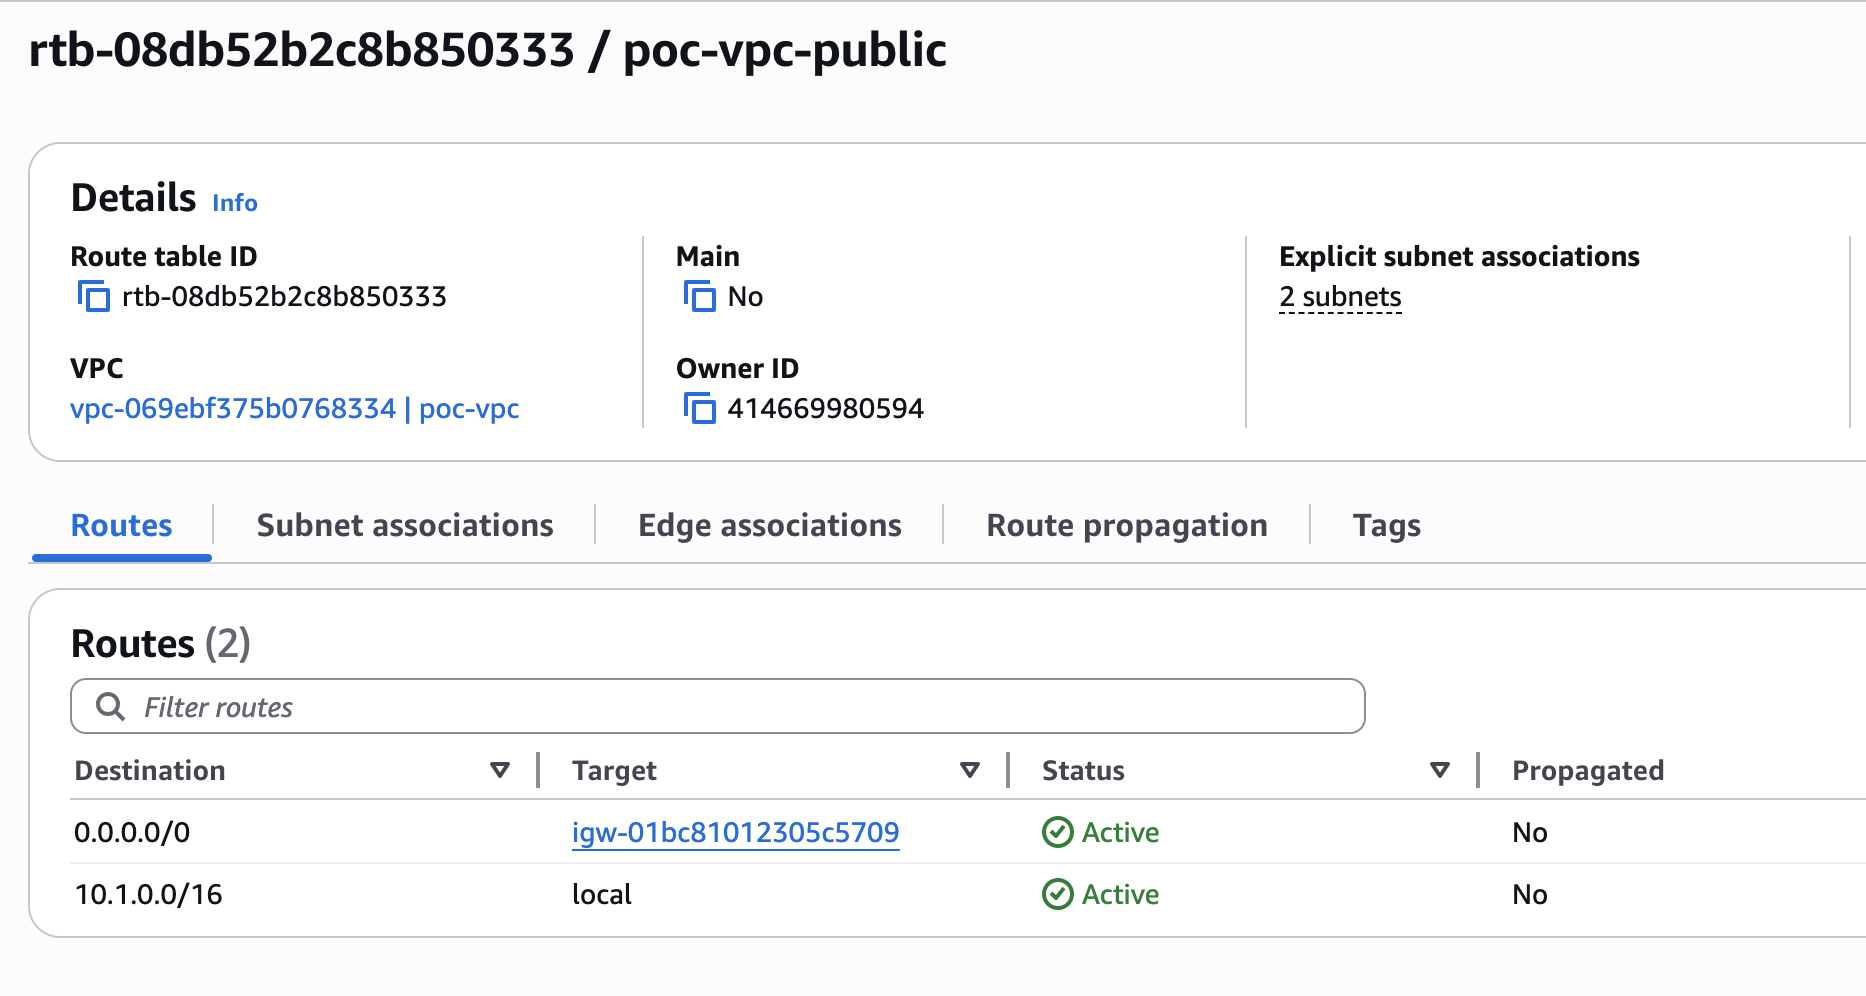 rtb-08db52b2c8b850333 / poc-vpc-public
Details Info
Route table ID
rtb-08db52b2c8b850333
Main
No
Explicit subnet associations
2 subnets
VPC
vpc-069ebf375b0768334 | poc-vpc
Owner ID
414669980594
Routes Subnet associations Edge associations Route propagation Tags
Routes (2)
Filter routes
Destination Target Status Propagated
0.0.0.0/0 igw-01bc81012305c5709 Active No
10.1.0.0/16 local Active No